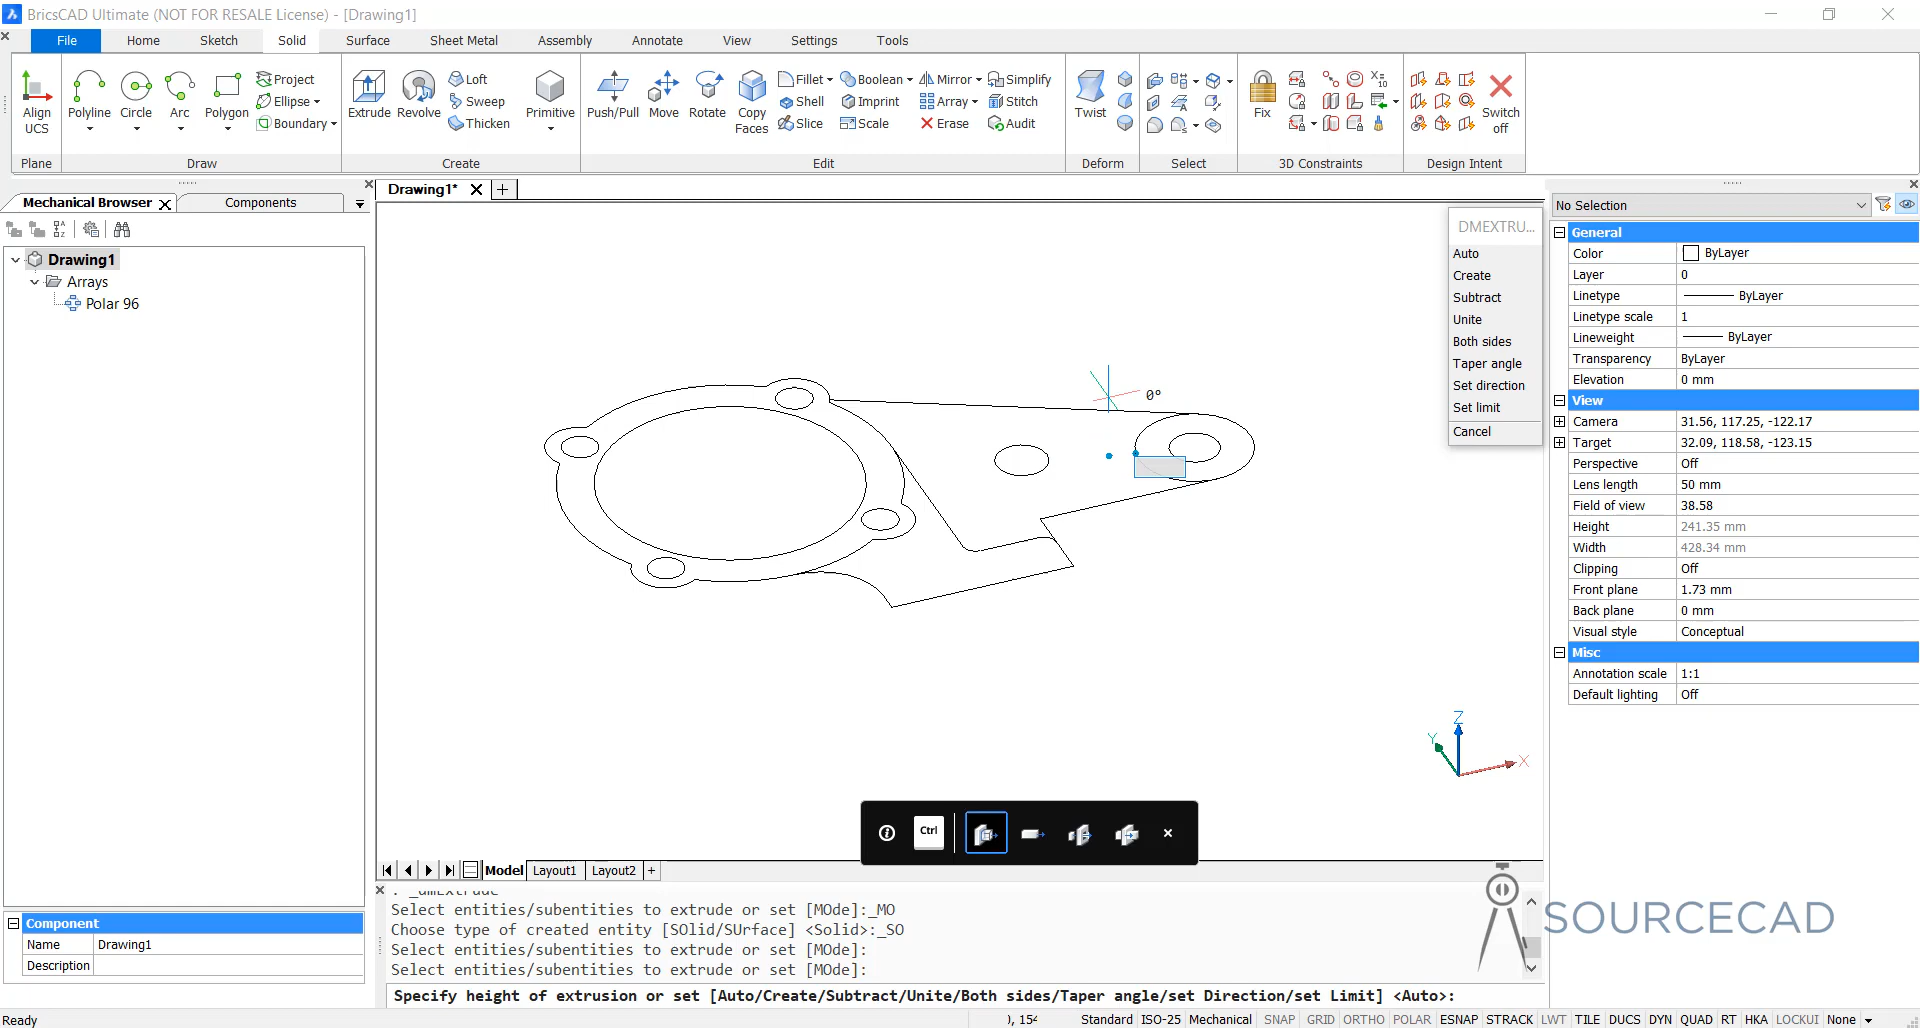 BricsCAD Ultimate (NOT FOR RESALE License) - [Drawing1]
File Home Sketch Solid Surface Sheet Metal Assembly Annotate View Settings Tools
Align UCS
Polyline Circle Arc Polygon
Project
Ellipse
Boundary
Extrude Revolve
Loft
Sweep
Thicken
Primitive
Push/Pull Move Rotate Copy Faces
Fillet Boolean Mirror Simplify
Shell Imprint Array Stitch
Slice Scale Erase Audit
Twist
Fix
Switch off
Plane Draw Create Edit Deform Select 3D Constraints Design Intent
Mechanical Browser Components
Drawing1
Arrays
Polar 96
Drawing1*
0°
DMEXTRU...
Auto
Create
Subtract
Unite
Both sides
Taper angle
Set direction
Set limit
Cancel
Z
Y
X
Ctrl
No Selection
General
Color ByLayer
Layer 0
Linetype ByLayer
Linetype scale 1
Lineweight ByLayer
Transparency ByLayer
Elevation 0 mm
View
Camera 31.56, 117.25, -122.17
Target 32.09, 118.58, -123.15
Perspective Off
Lens length 50 mm
Field of view 38.58
Height 241.35 mm
Width 428.34 mm
Clipping Off
Front plane 1.73 mm
Back plane 0 mm
Visual style Conceptual
Misc
Annotation scale 1:1
Default lighting Off
Component
Name Drawing1
Description
Model Layout1 Layout2 +
: _dmExtrude
Select entities/subentities to extrude or set [MOde]:_MO
Choose type of created entity [SOlid/SUrface] <Solid>:_SO
Select entities/subentities to extrude or set [MOde]:
Select entities/subentities to extrude or set [MOde]:
Specify height of extrusion or set [Auto/Create/Subtract/Unite/Both sides/Taper angle/set Direction/set Limit] <Auto>:
SOURCECAD
Ready
), 154 Standard ISO-25 Mechanical SNAP GRID ORTHO POLAR ESNAP STRACK LWT TILE DUCS DYN QUAD RT HKA LOCKUI None